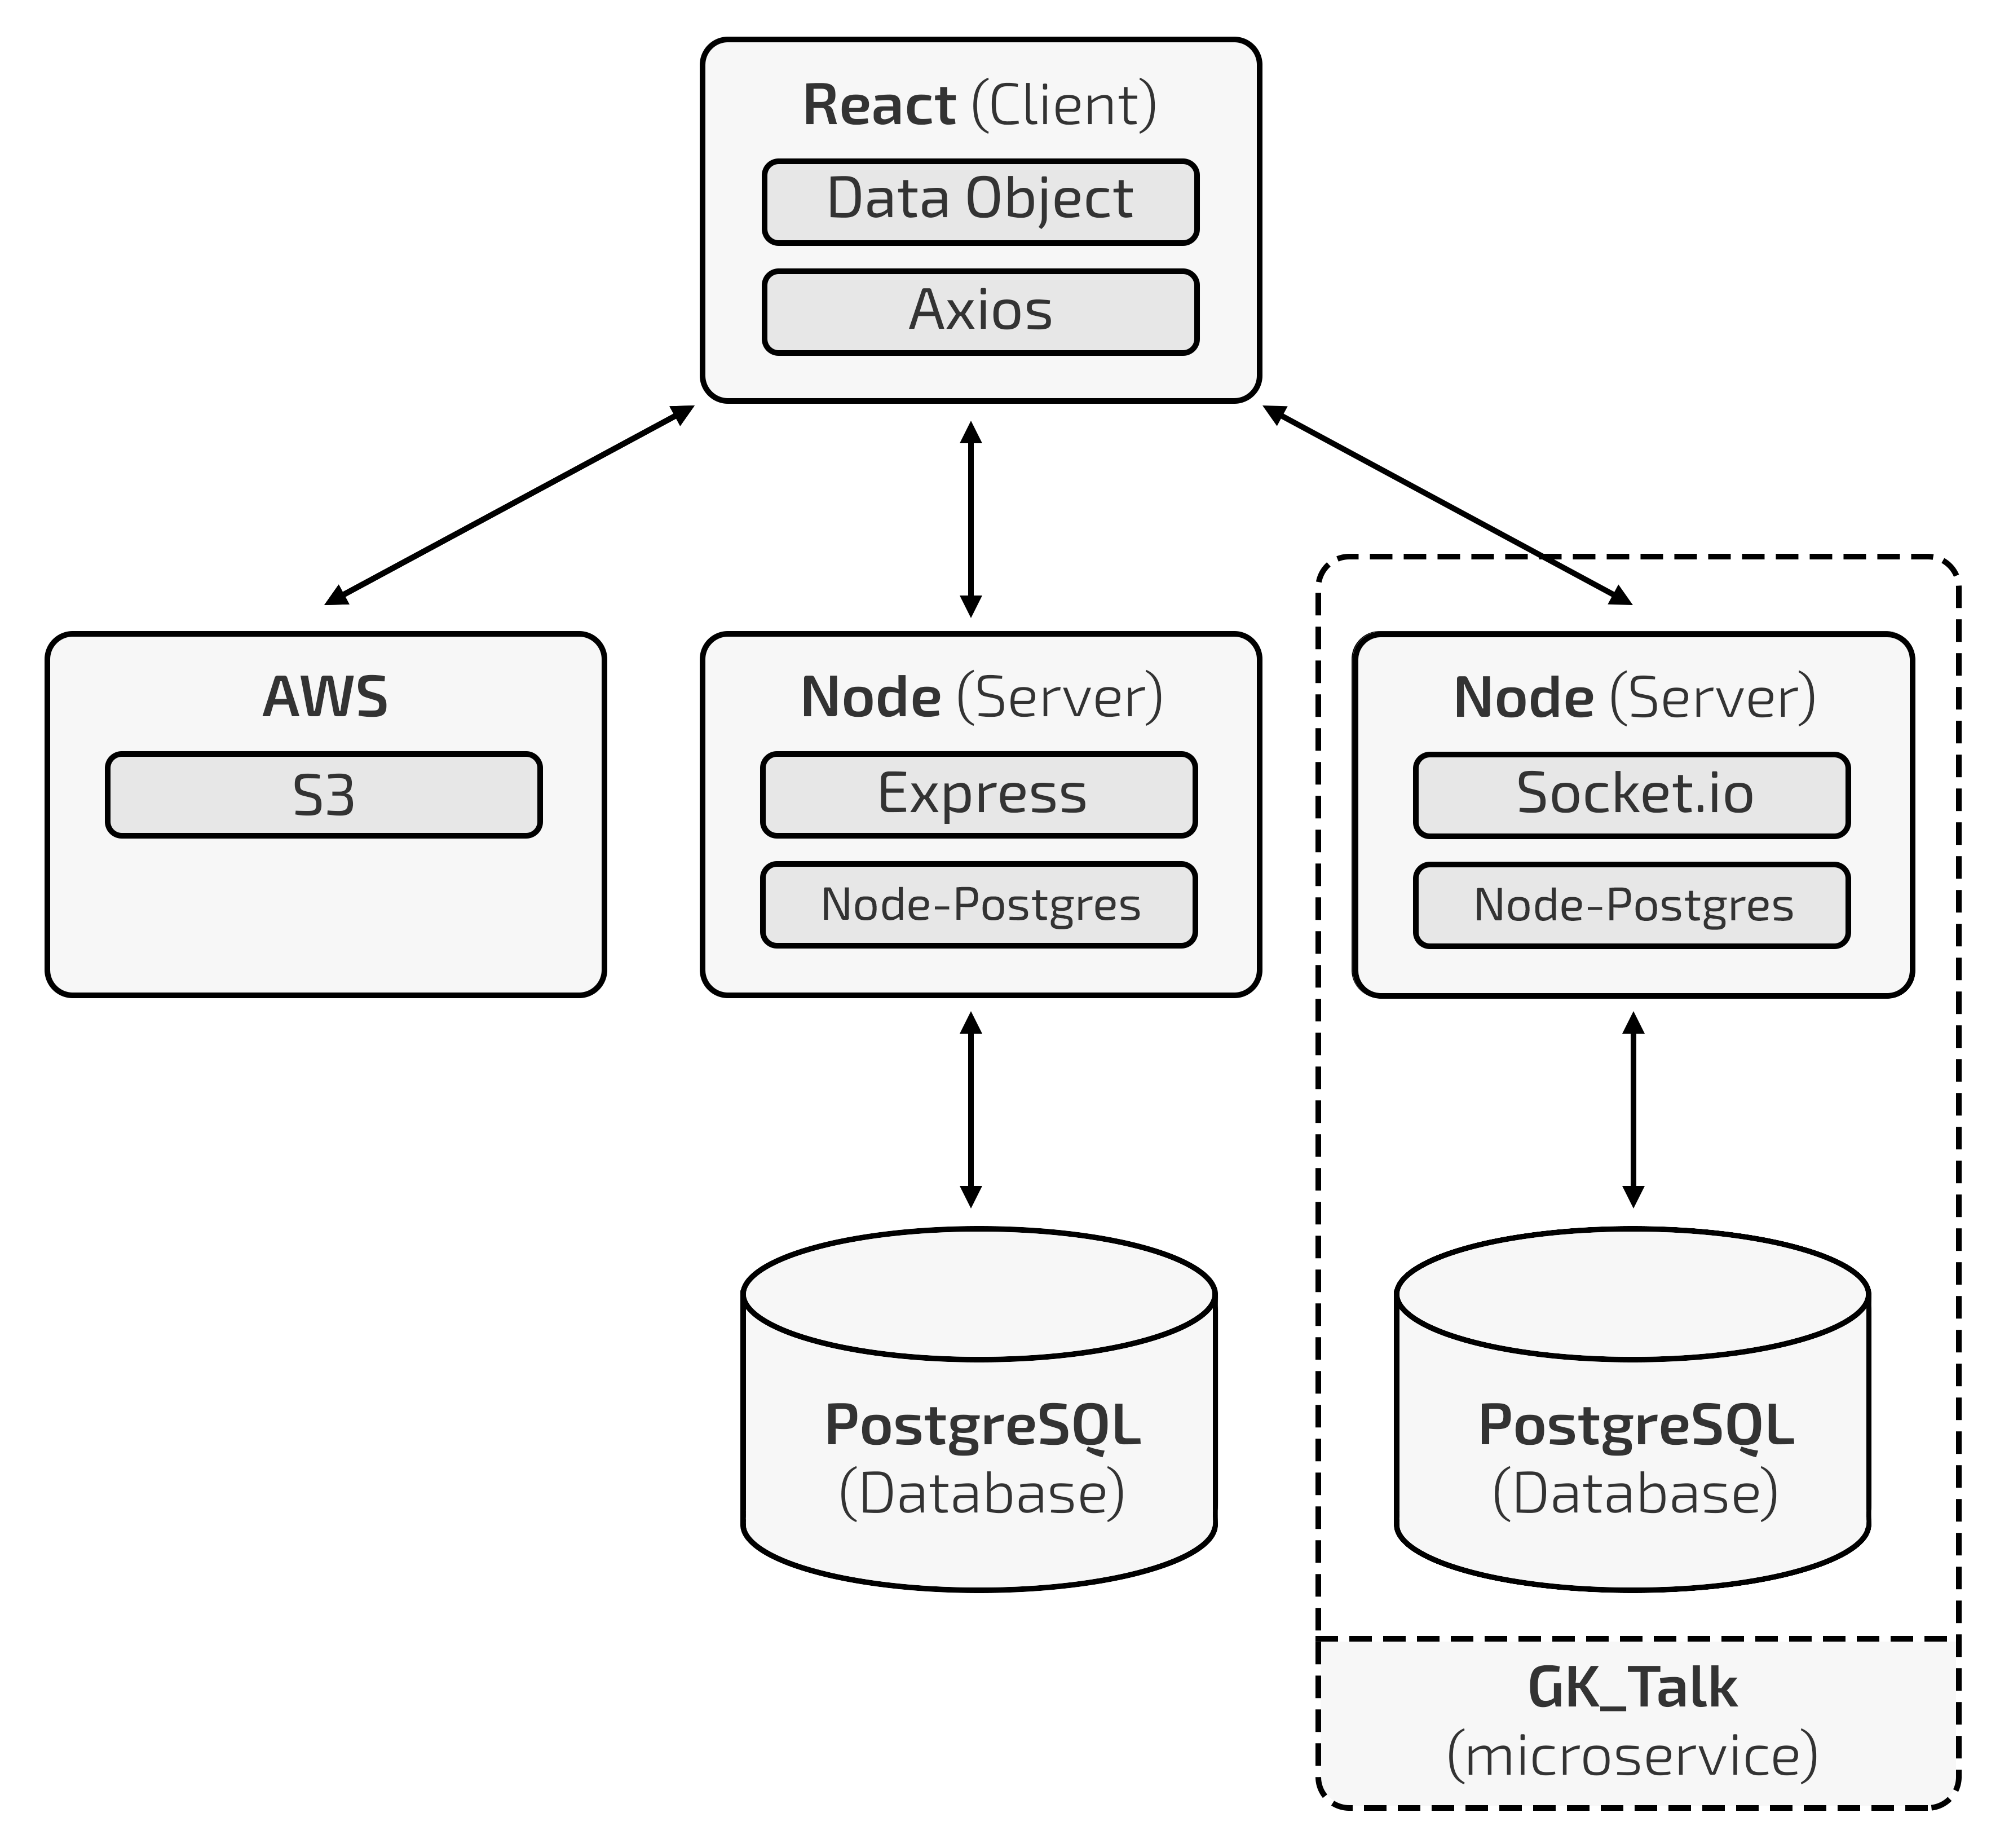 React (Client)
Data Object
Axios
AWS
S3
Node (Server)
Express
Node-Postgres
Node (Server)
Socket.io
Node-Postgres
PostgreSQL
(Database)
PostgreSQL
(Database)
GK_Talk
(microservice)